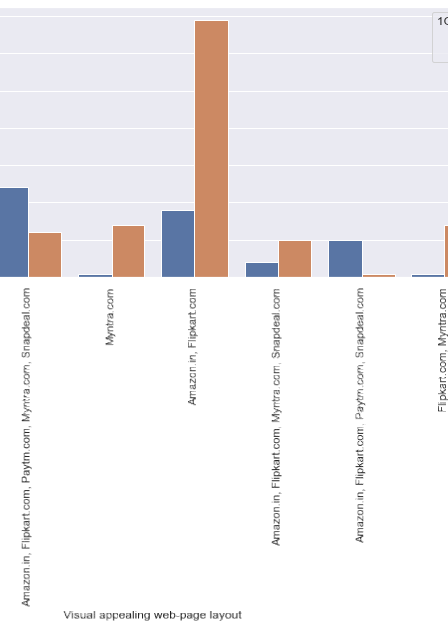 Amazon.in, Flipkart.com, Paytm.com, Myntra.com, Snapdeal.com
Myntra.com
Amazon.in, Flipkart.com
Amazon.in, Flipkart.com, Myntra.com, Snapdeal.com
Amazon.in, Flipkart.com, Paytm.com, Snapdeal.com
Flipkart.com, Myntra.com
Visual appealing web-page layout